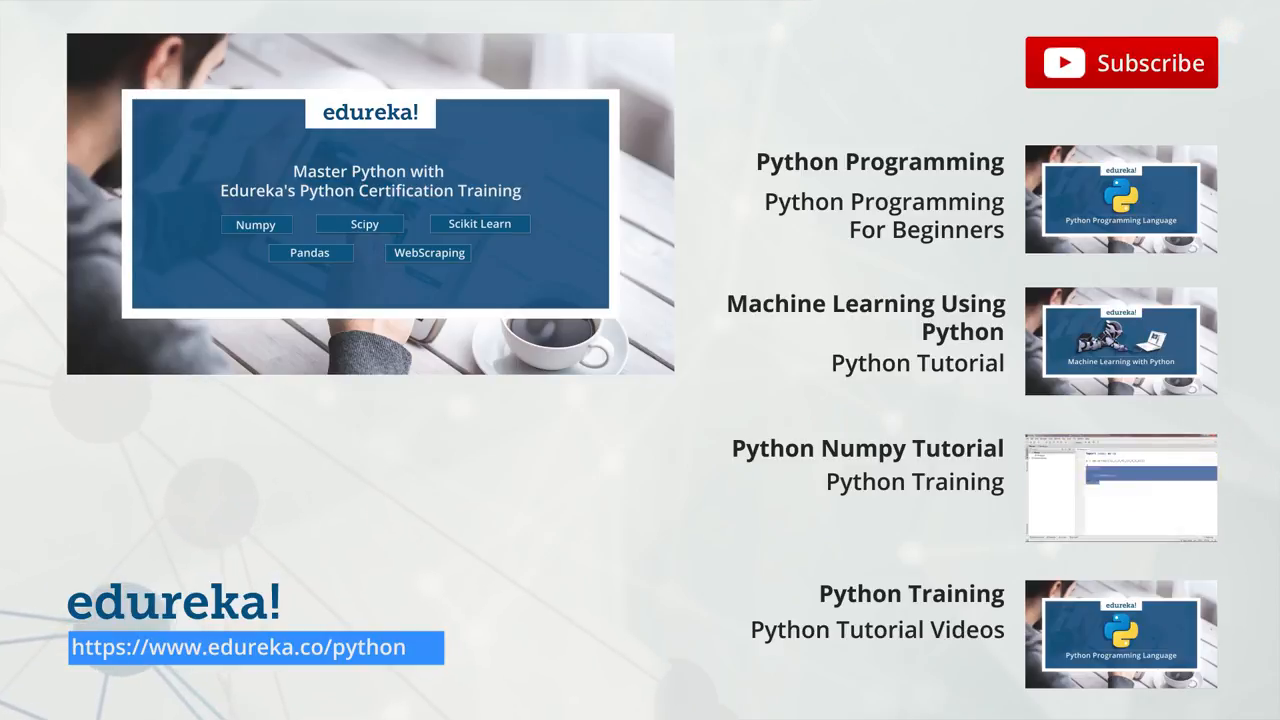 edureka!
Master Python with
Edureka's Python Certification Training
Numpy
Scipy
Scikit Learn
Pandas
WebScraping
Subscribe
Python Programming
Python Programming
For Beginners
edureka!
Python Programming Language
Machine Learning Using
Python
Python Tutorial
edureka!
Machine Learning with Python
Python Numpy Tutorial
Python Training
Python Training
Python Tutorial Videos
edureka!
Python Programming Language
edureka!
https://www.edureka.co/python